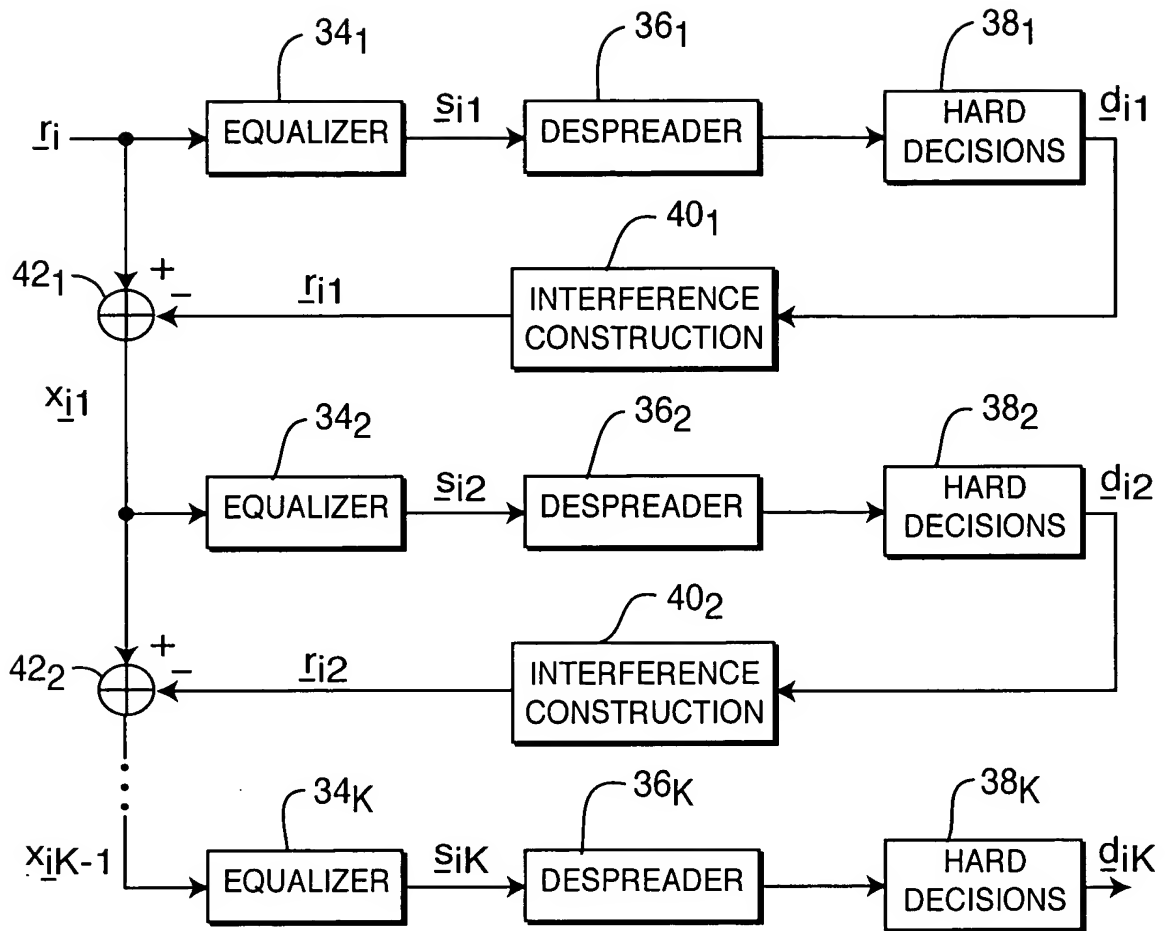 34₁ 36₁ 38₁
r̲i EQUALIZER s̲i1 DESPREADER HARD DECISIONS d̲i1
40₁
42₁ + − r̲i1 INTERFERENCE CONSTRUCTION
x̲i1
34₂ 36₂ 38₂
EQUALIZER s̲i2 DESPREADER HARD DECISIONS d̲i2
40₂
42₂ + − r̲i2 INTERFERENCE CONSTRUCTION
34K 36K 38K
x̲iK-1 EQUALIZER s̲iK DESPREADER HARD DECISIONS d̲iK